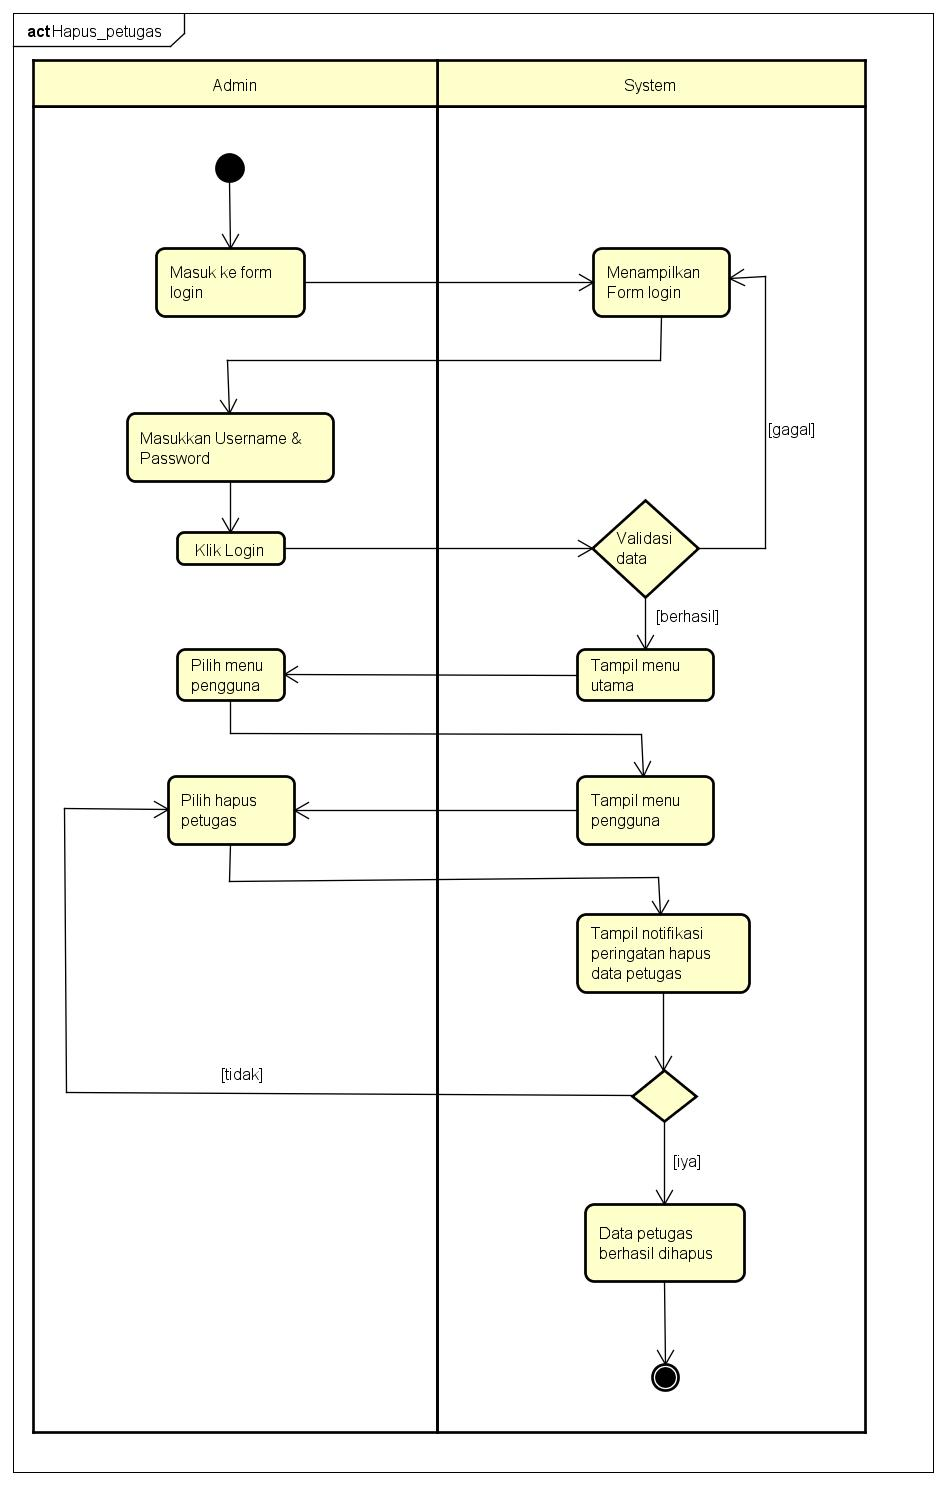 act Hapus_petugas
Admin
System
Masuk ke form
login
Menampilkan
Form login
[gagal]
Masukkan Username &
Password
Klik Login
Validasi
data
[berhasil]
Pilih menu
pengguna
Tampil menu
utama
Pilih hapus
petugas
Tampil menu
pengguna
Tampil notifikasi
peringatan hapus
data petugas
[tidak]
[iya]
Data petugas
berhasil dihapus